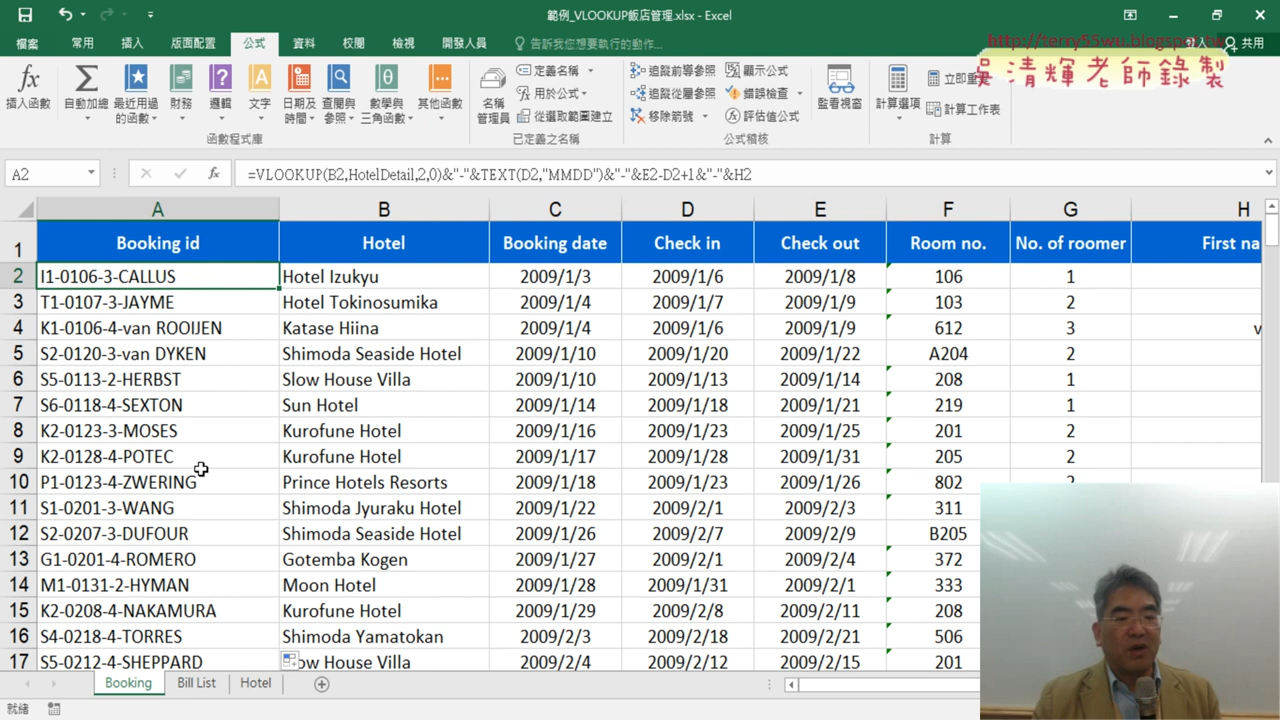 範例_VLOOKUP飯店管理.xlsx - Excel
http://terry55wu.blogspot.tw
吳清輝老師錄製
檔案 常用 插入 版面配置 公式 資料 校閱 檢視 開發人員 告訴我您想要執行的動作... 登入 共用
插入函數 自動加總 最近用過的函數 財務 邏輯 文字 日期及時間 查閱與參照 數學與三角函數 其他函數 名稱管理員 定義名稱 用於公式 從選取範圍建立 追蹤前導參照 追蹤從屬參照 移除箭號 顯示公式 錯誤檢查 評估值公式 監看視窗 計算選項 立即重 計算工作表
函數程式庫 已定義之名稱 公式稽核 計算
A2 fx =VLOOKUP(B2,HotelDetail,2,0)&"-"&TEXT(D2,"MMDD")&"-"&E2-D2+1&"-"&H2
A B C D E F G H
1 Booking id Hotel Booking date Check in Check out Room no. No. of roomer First na
2 I1-0106-3-CALLUS Hotel Izukyu 2009/1/3 2009/1/6 2009/1/8 106 1
3 T1-0107-3-JAYME Hotel Tokinosumika 2009/1/4 2009/1/7 2009/1/9 103 2
4 K1-0106-4-van ROOIJEN Katase Hiina 2009/1/4 2009/1/6 2009/1/9 612 3 v
5 S2-0120-3-van DYKEN Shimoda Seaside Hotel 2009/1/10 2009/1/20 2009/1/22 A204 2
6 S5-0113-2-HERBST Slow House Villa 2009/1/10 2009/1/13 2009/1/14 208 1
7 S6-0118-4-SEXTON Sun Hotel 2009/1/14 2009/1/18 2009/1/21 219 1
8 K2-0123-3-MOSES Kurofune Hotel 2009/1/16 2009/1/23 2009/1/25 201 2
9 K2-0128-4-POTEC Kurofune Hotel 2009/1/17 2009/1/28 2009/1/31 205 2
10 P1-0123-4-ZWERING Prince Hotels Resorts 2009/1/18 2009/1/23 2009/1/26 802 2
11 S1-0201-3-WANG Shimoda Jyuraku Hotel 2009/1/22 2009/2/1 2009/2/3 311
12 S2-0207-3-DUFOUR Shimoda Seaside Hotel 2009/1/26 2009/2/7 2009/2/9 B205
13 G1-0201-4-ROMERO Gotemba Kogen 2009/1/27 2009/2/1 2009/2/4 372
14 M1-0131-2-HYMAN Moon Hotel 2009/1/28 2009/1/31 2009/2/1 333
15 K2-0208-4-NAKAMURA Kurofune Hotel 2009/1/29 2009/2/8 2009/2/11 208
16 S4-0218-4-TORRES Shimoda Yamatokan 2009/2/3 2009/2/18 2009/2/21 506
17 S5-0212-4-SHEPPARD ow House Villa 2009/2/4 2009/2/12 2009/2/15 201
Booking Bill List Hotel
就緒